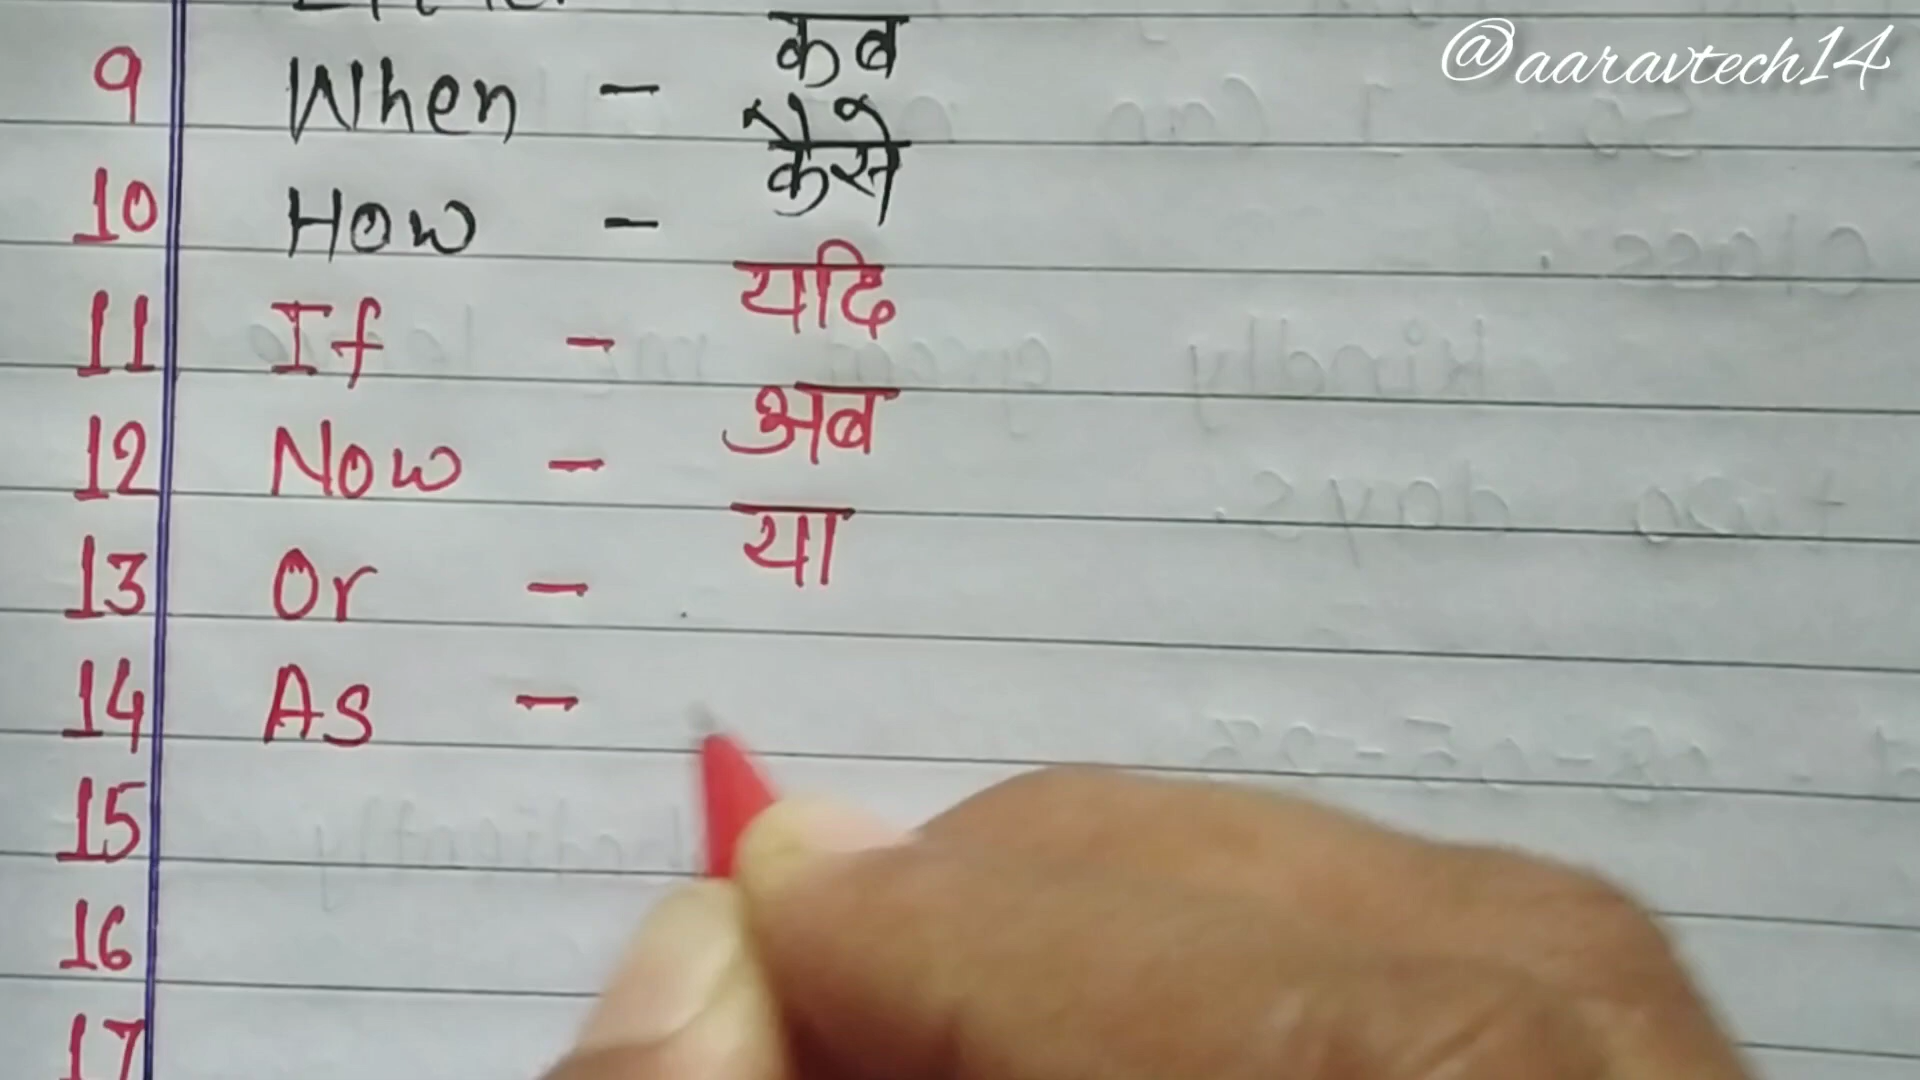 @aaravtech14
9 When - कब
10 How - कैसे
11 If - यदि
12 Now - अब
13 Or - या
14 As -
15
16
17